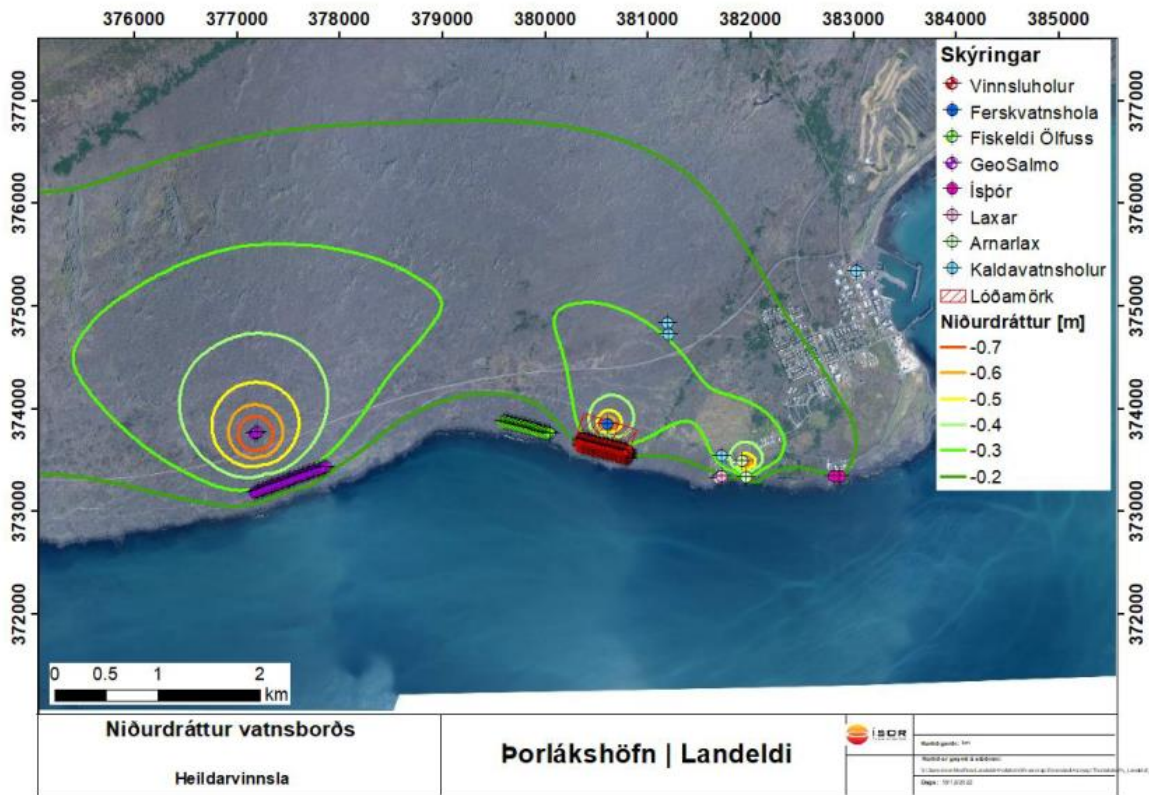 376000 377000 378000 379000 380000 381000 382000 383000 384000 385000
377000
376000
375000
374000
373000
372000
377000
376000
375000
374000
373000
372000
Skýringar
Vinnsluholur
Ferskvatnshola
Fiskeldi Ölfuss
GeoSalmo
Ísþór
Laxar
Arnarlax
Kaldavatnsholur
Lóðamörk
Niðurdráttur [m]
-0.7
-0.6
-0.5
-0.4
-0.3
-0.2
0 0.5 1 2
km
Niðurdráttur vatnsborðs
Heildarvinnsla
Þorlákshöfn | Landeldi
ÍSOR